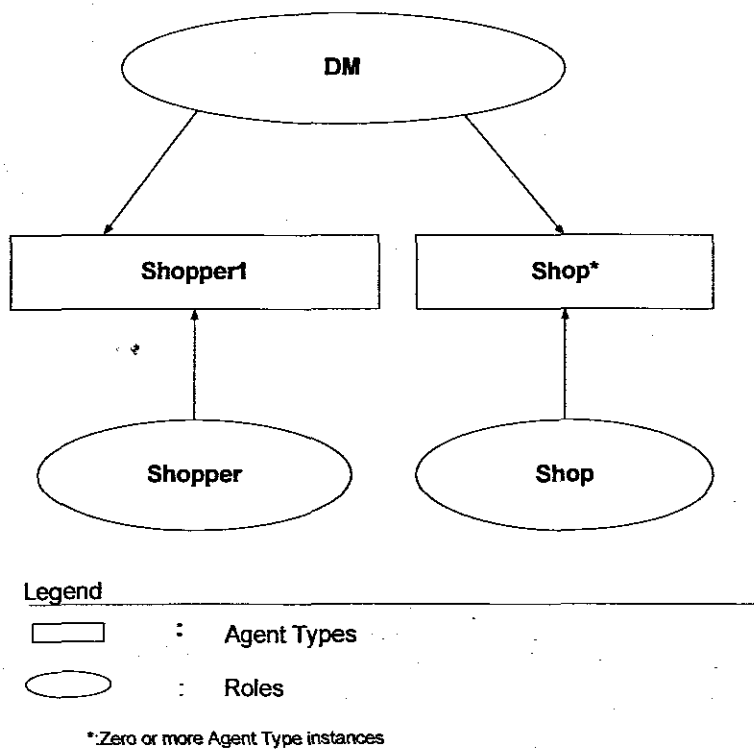 DM
Shopper1 Shop*
Shopper Shop
Legend
: Agent Types
: Roles
*:Zero or more Agent Type instances